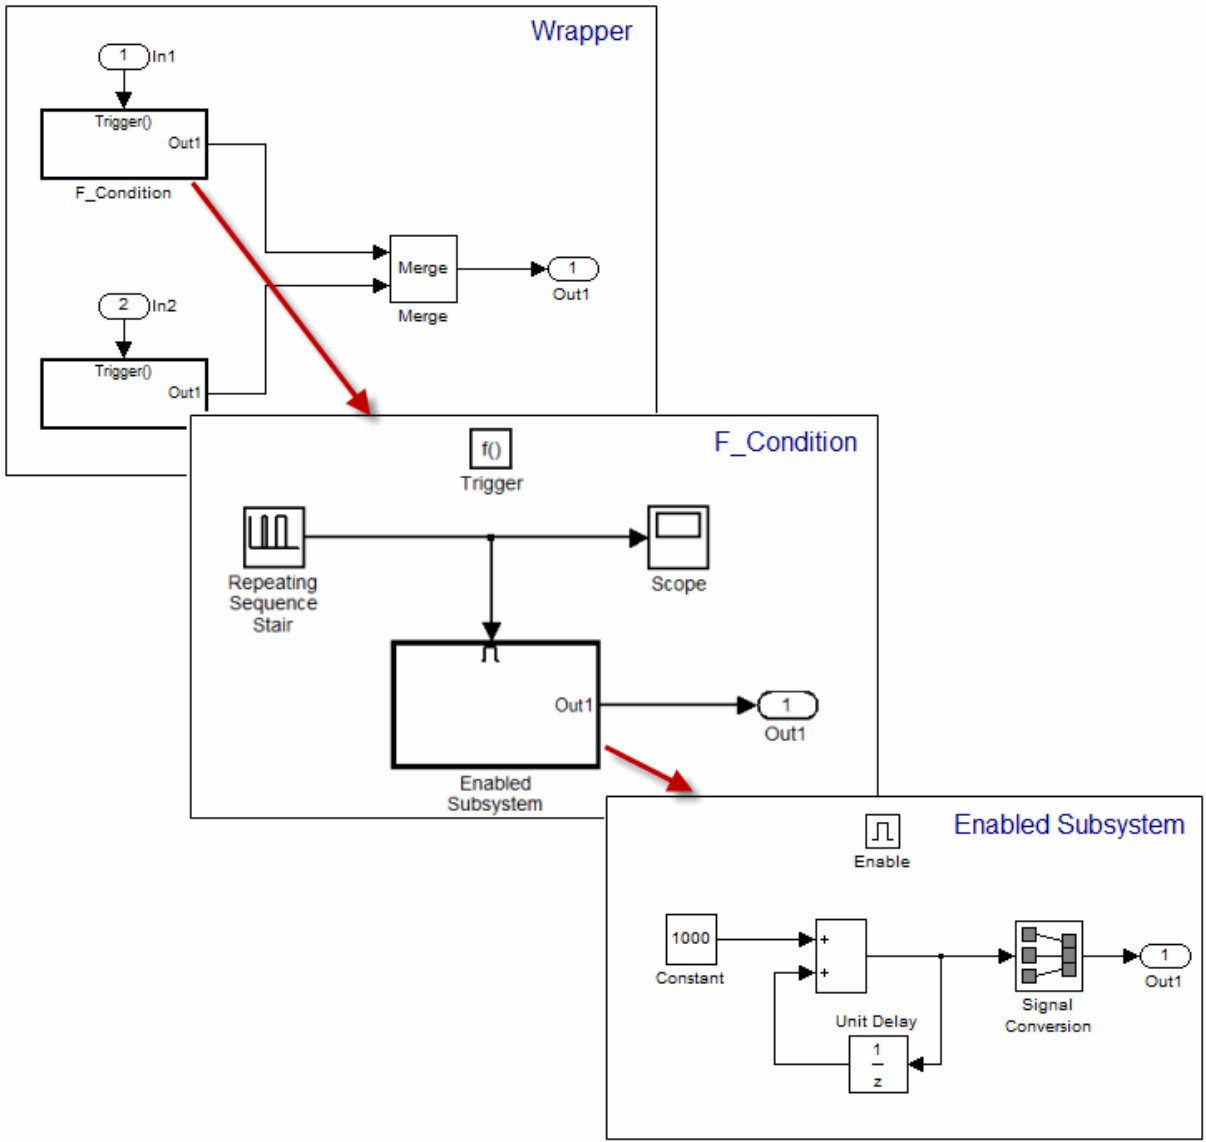 Wrapper
1 In1
Trigger()
Out1
F_Condition
Merge
1
Out1
Merge
2 In2
Trigger()
Out1
F_Condition
f()
Trigger
Repeating
Sequence
Stair
Scope
Out1
1
Out1
Enabled
Subsystem
Enabled Subsystem
Enable
1000
+
+
Constant
1
Out1
Signal
Conversion
Unit Delay
1
z